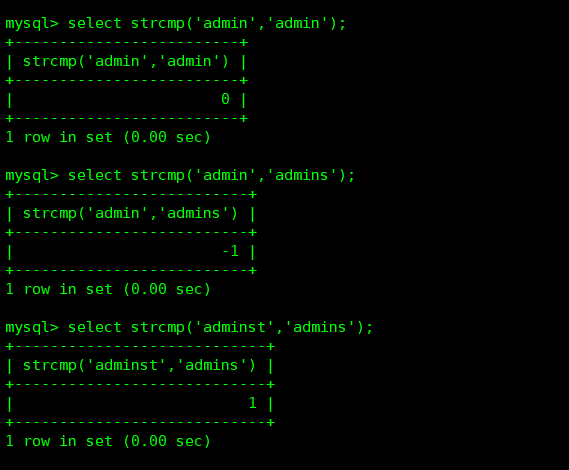 mysql> select strcmp('admin','admin');
+-------------------------+
| strcmp('admin','admin') |
+-------------------------+
|                       0 |
+-------------------------+
1 row in set (0.00 sec)
mysql> select strcmp('admin','admins');
+--------------------------+
| strcmp('admin','admins') |
+--------------------------+
|                       -1 |
+--------------------------+
1 row in set (0.00 sec)
mysql> select strcmp('adminst','admins');
+----------------------------+
| strcmp('adminst','admins') |
+----------------------------+
|                          1 |
+----------------------------+
1 row in set (0.00 sec)